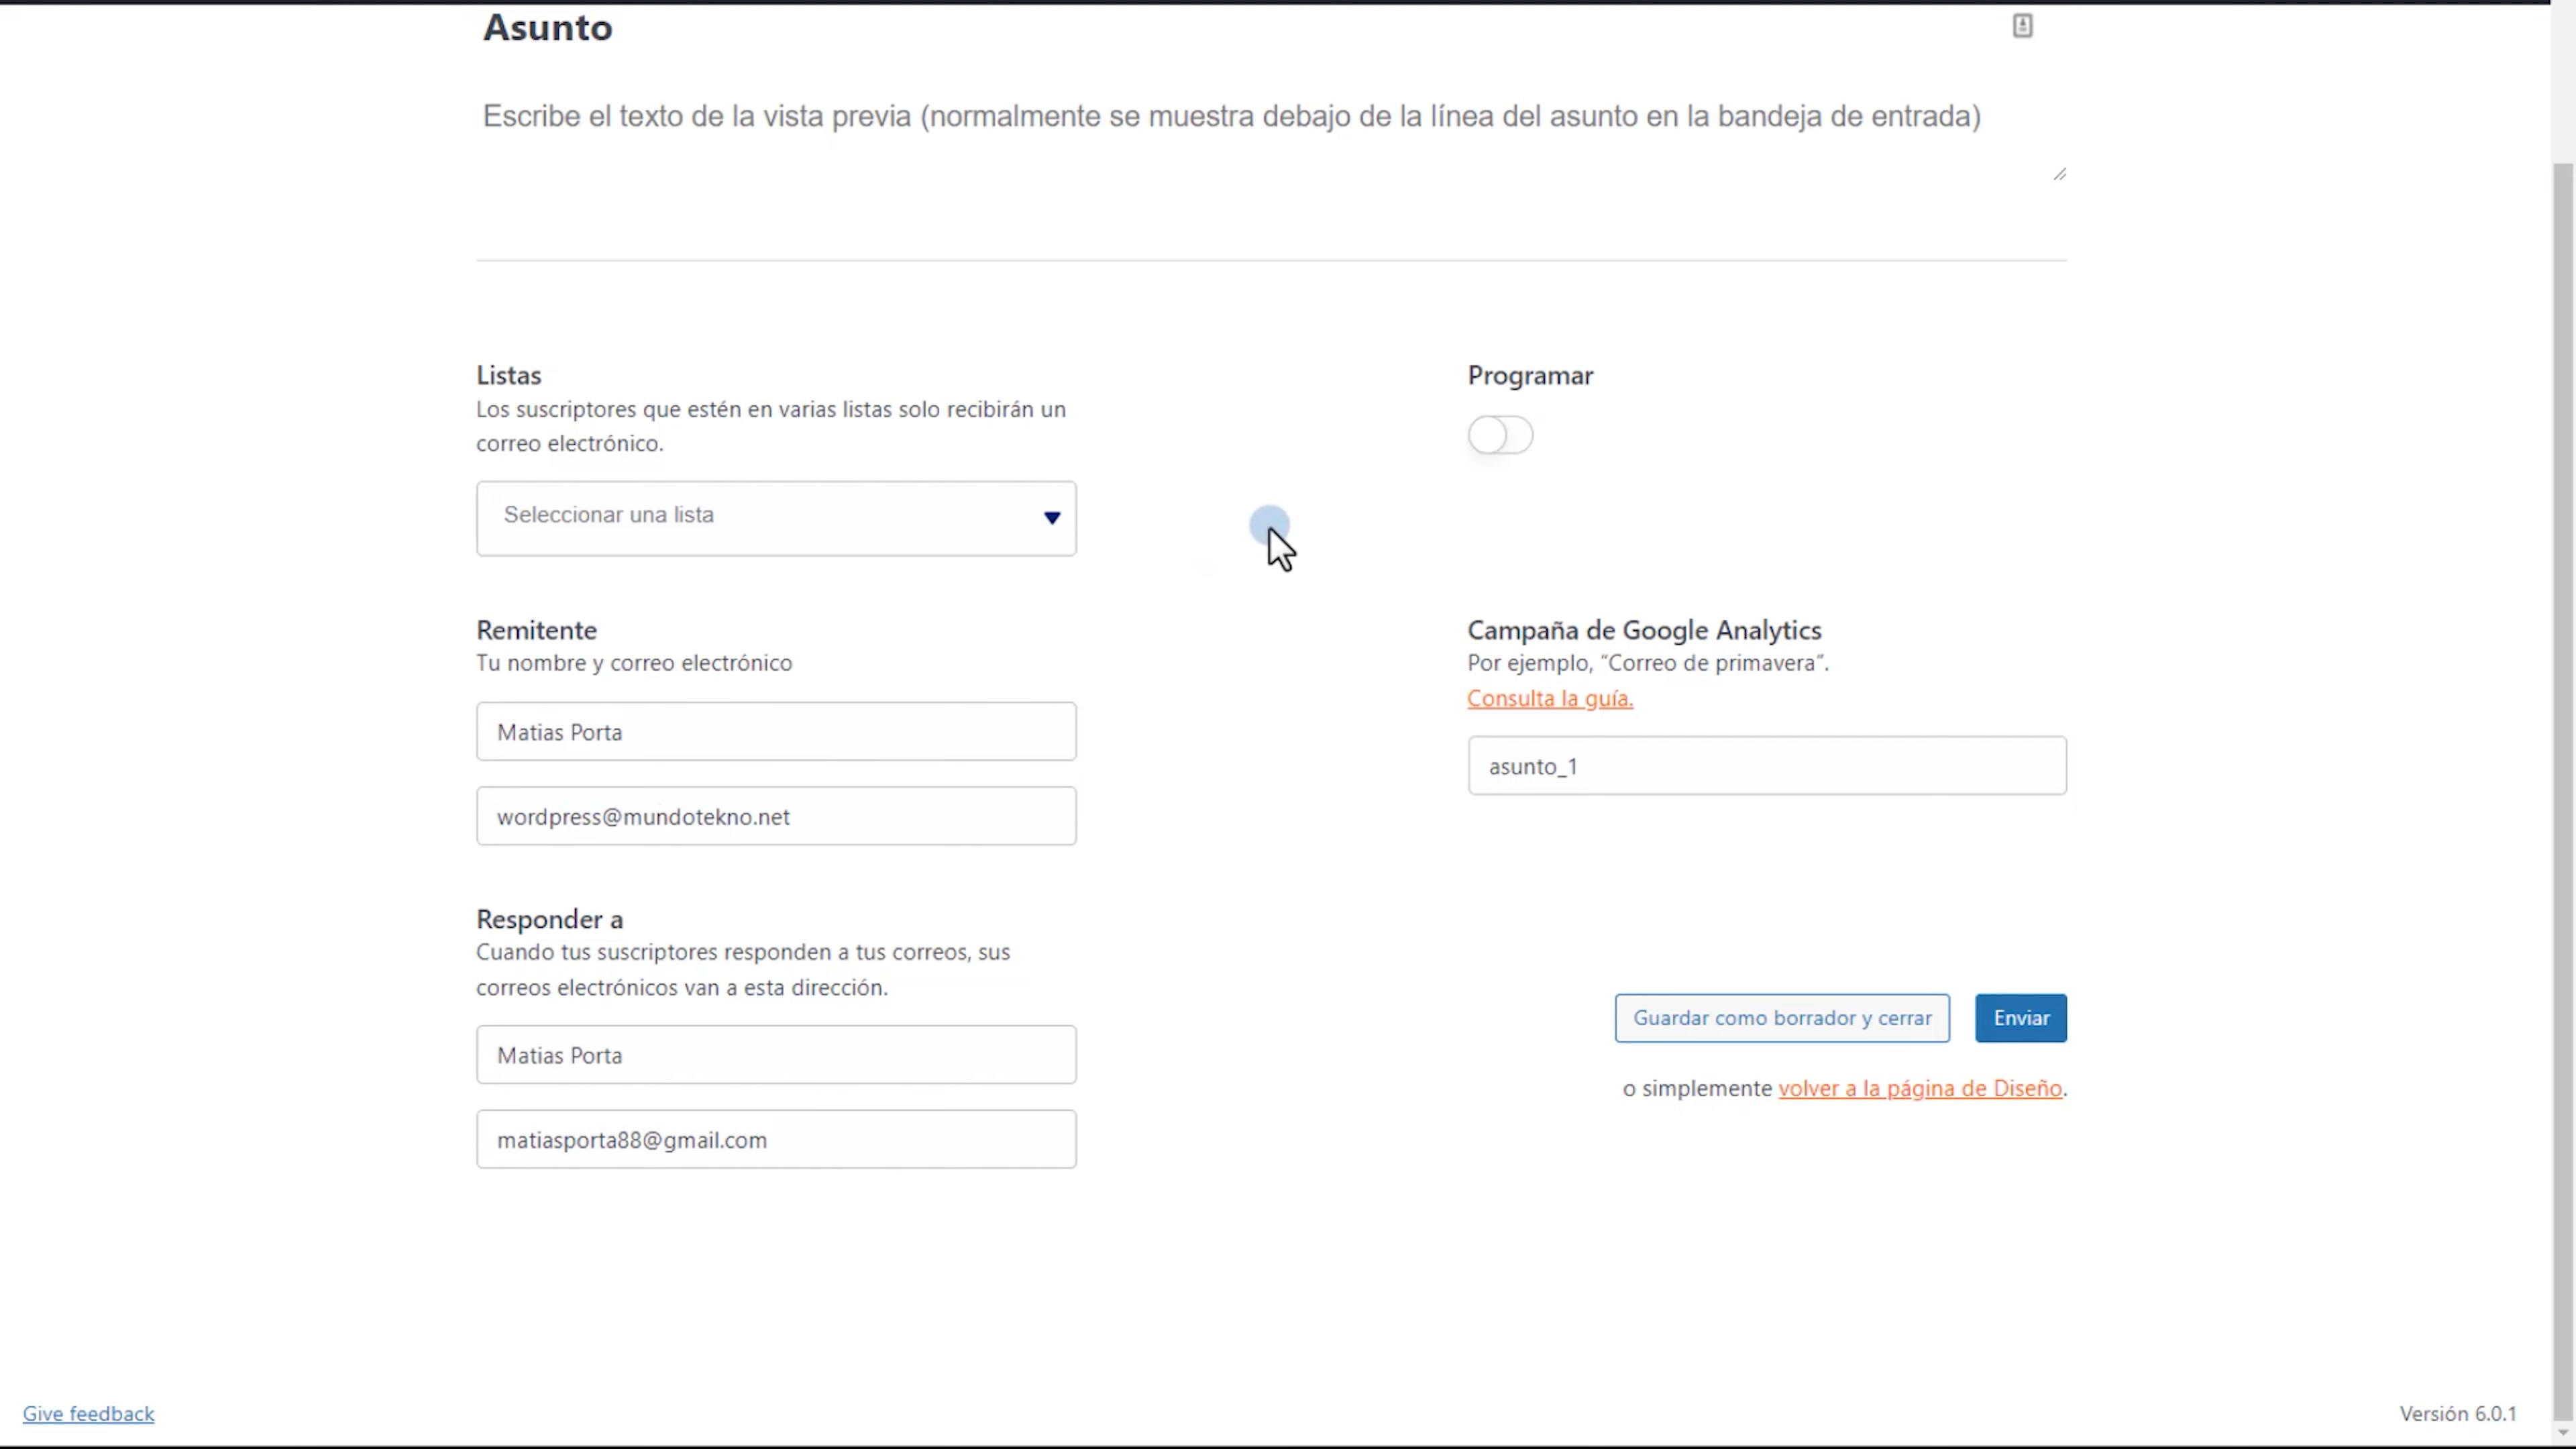 Asunto
Escribe el texto de la vista previa (normalmente se muestra debajo de la línea del asunto en la bandeja de entrada)
Listas
Los suscriptores que estén en varias listas solo recibirán un
correo electrónico.
Seleccionar una lista
Programar
Remitente
Tu nombre y correo electrónico
Matias Porta
wordpress@mundotekno.net
Campaña de Google Analytics
Por ejemplo, “Correo de primavera”.
Consulta la guía.
asunto_1
Responder a
Cuando tus suscriptores responden a tus correos, sus
correos electrónicos van a esta dirección.
Matias Porta
matiasporta88@gmail.com
Guardar como borrador y cerrar
Enviar
o simplemente volver a la página de Diseño.
Give feedback
Versión 6.0.1